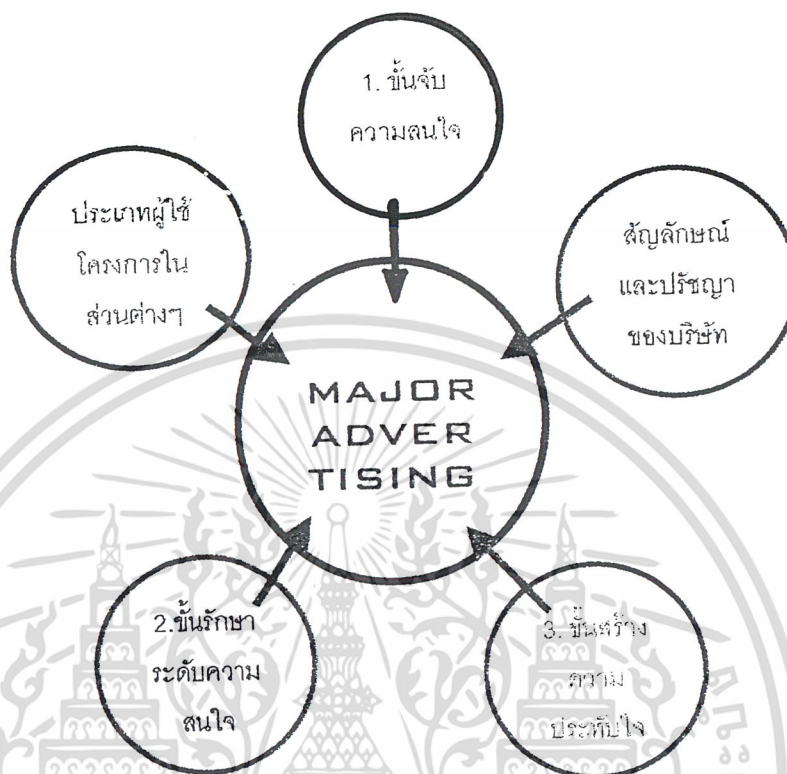 1. ขั้นจับ
ความสนใจ
ประเภทผู้ใช้
โครงการใน
ส่วนต่างๆ
สัญลักษณ์
และปรัชญา
ของบริษัท
MAJOR
ADVER
TISING
2.ขั้นรักษา
ระดับความ
สนใจ
3. ขั้นสร้าง
ความ
ประทับใจ